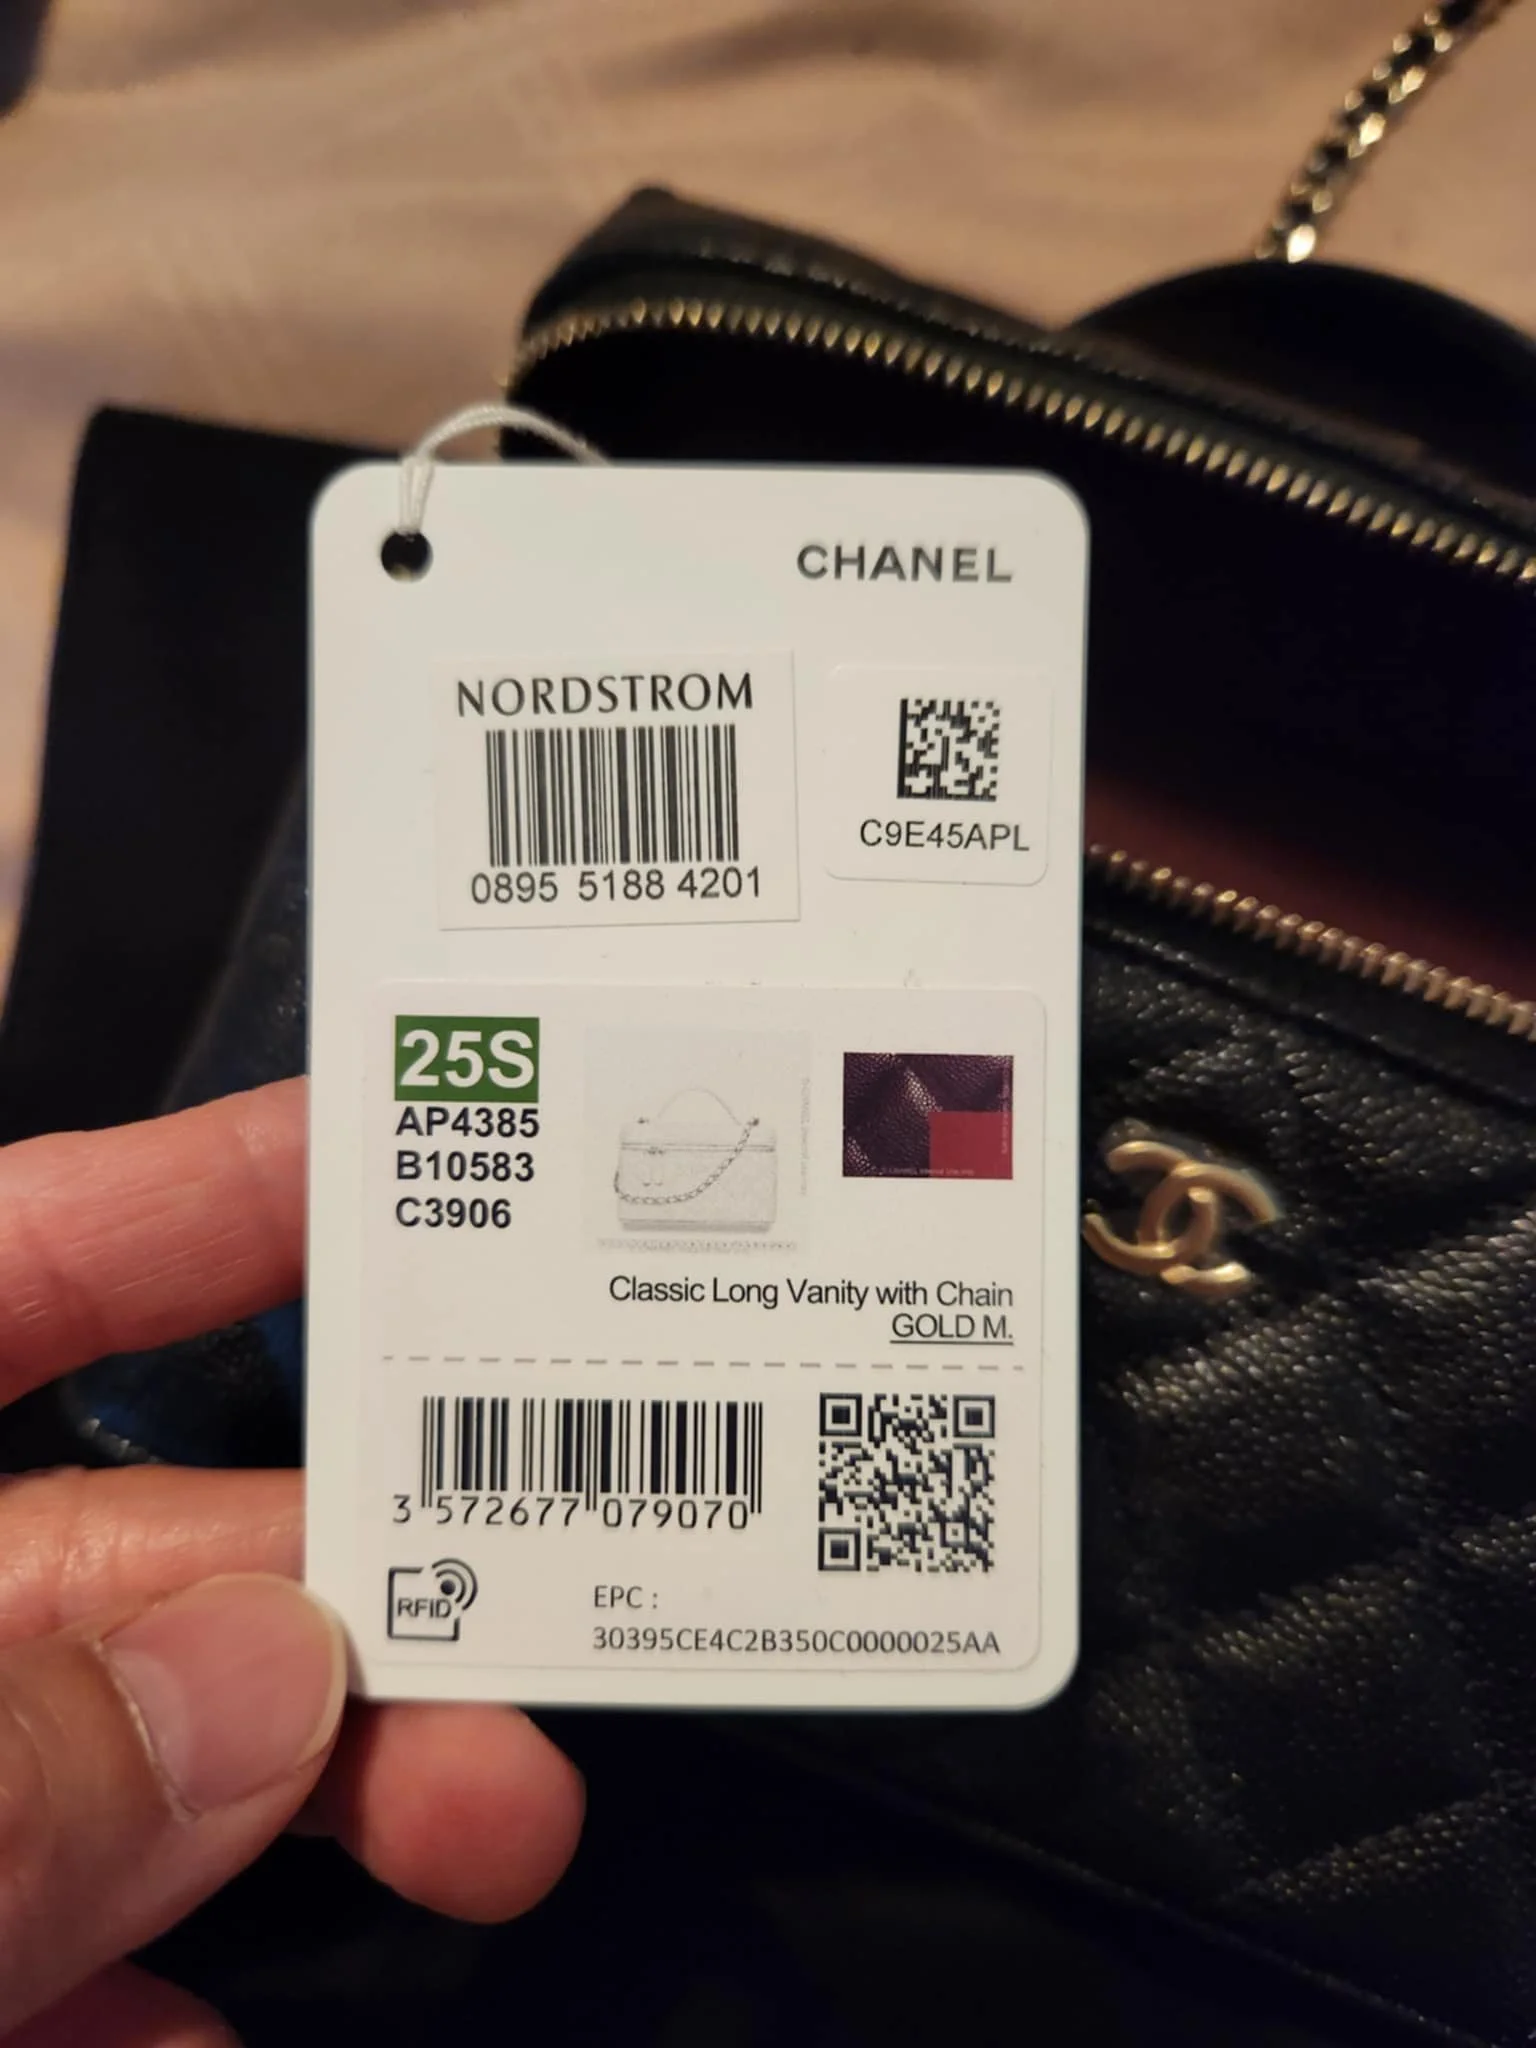 CHANEL
NORDSTROM
0895 5188 4201
C9E45APL
25S
AP4385
B10583
C3906
Classic Long Vanity with Chain
GOLD M.
3 572677 079070
RFID
EPC :
30395CE4C2B350C0000025AA